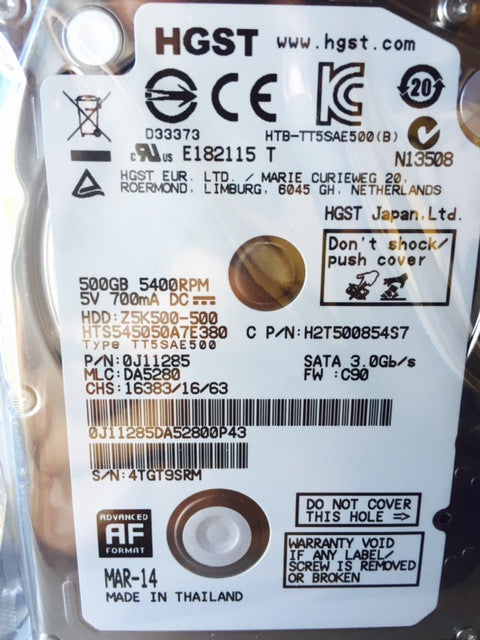 HGST www.hgst.com
20
D33373
HTB-TT5SAE500(B)
c UL US E182115 T
N13508
HGST EUR. LTD. / MARIE CURIEWEG 20,
ROERMOND, LIMBURG, 6045 GH, NETHERLANDS
HGST Japan,Ltd.
Don't shock/
push cover
500GB 5400RPM
5V 700mA DC
HDD:Z5K500-500
HTS545050A7E380 C P/N:H2T500854S7
Type TT5SAE500
P/N:0J11285 SATA 3.0Gb/s
MLC:DA5280 FW :C90
CHS:16383/16/63
0J11285DA52800P43
S/N:4TGT9SRM
ADVANCED
AF
FORMAT
DO NOT COVER
THIS HOLE =>
WARRANTY VOID
IF ANY LABEL/
SCREW IS REMOVED
OR BROKEN
MAR-14
MADE IN THAILAND